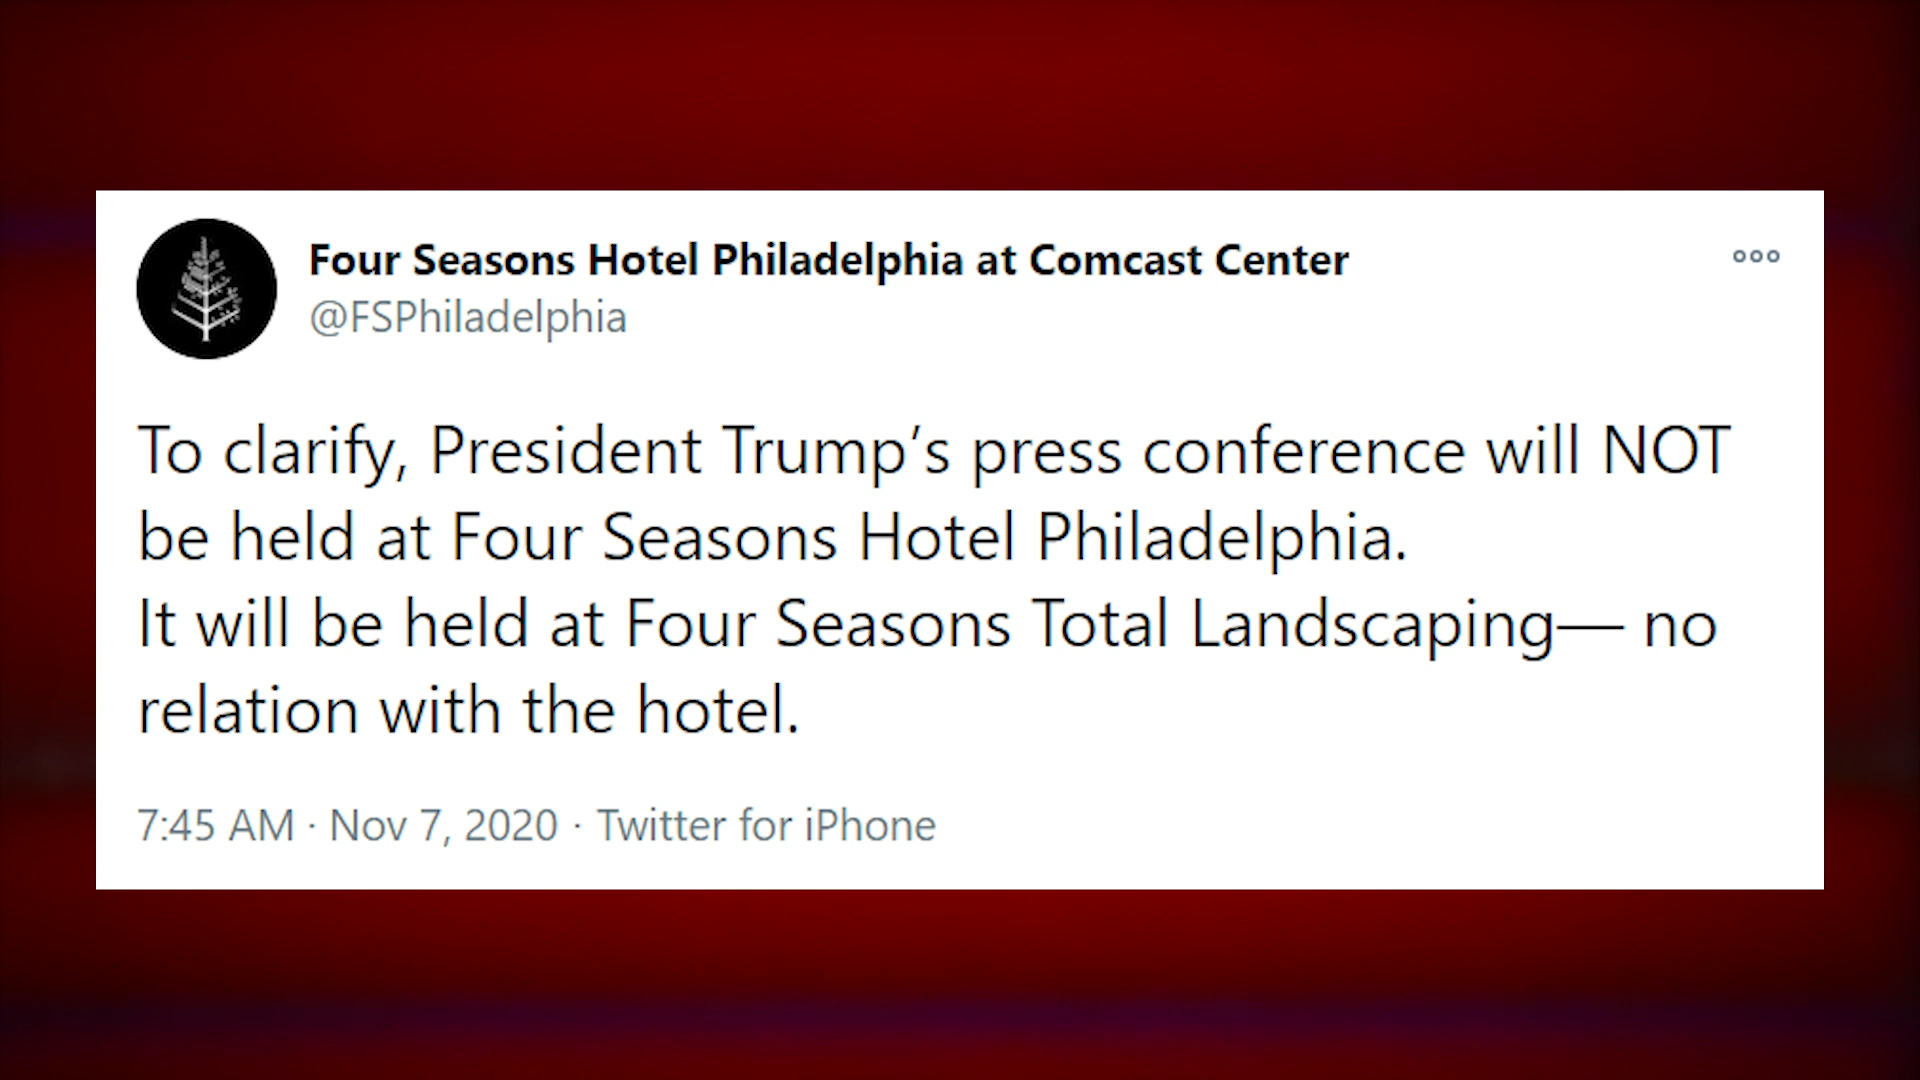 Four Seasons Hotel Philadelphia at Comcast Center
@FSPhiladelphia
To clarify, President Trump’s press conference will NOT
be held at Four Seasons Hotel Philadelphia.
It will be held at Four Seasons Total Landscaping— no
relation with the hotel.
7:45 AM · Nov 7, 2020 · Twitter for iPhone